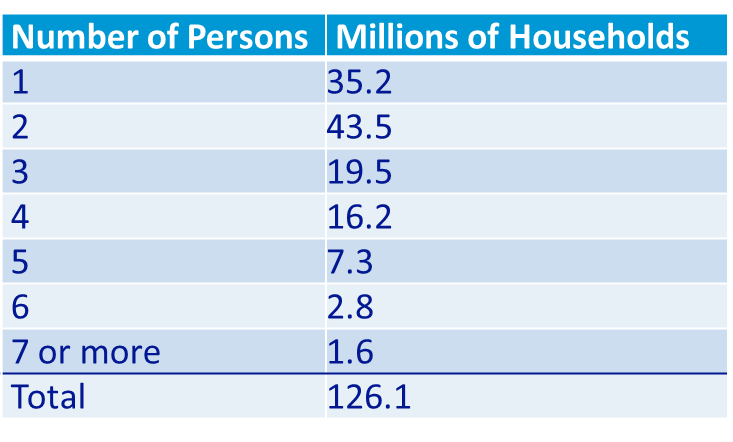 Number of Persons Millions of Households
1 35.2
2 43.5
3 19.5
4 16.2
5 7.3
6 2.8
7 or more 1.6
Total 126.1